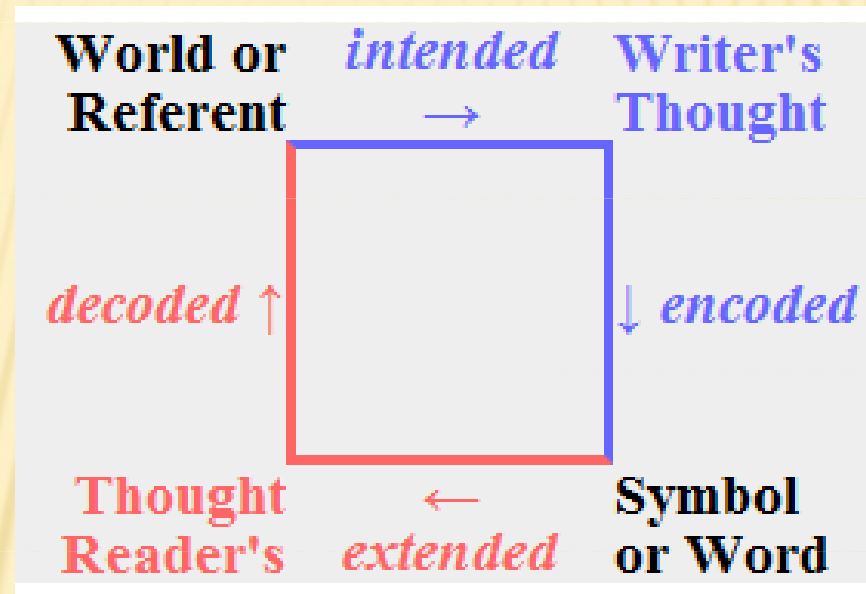 World or
Referent
intended
→
Writer's
Thought
decoded ↑
↓ encoded
Thought
Reader's
←
extended
Symbol
or Word